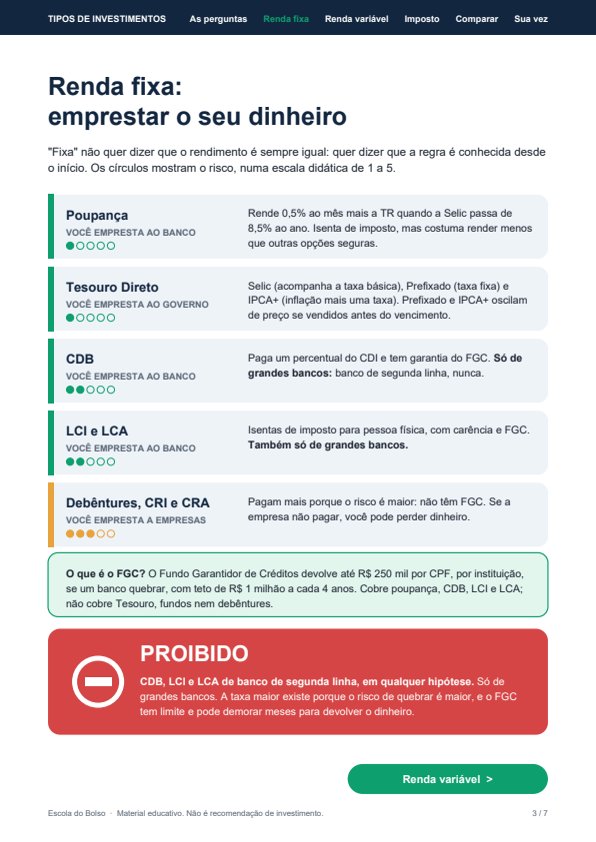 TIPOS DE INVESTIMENTOS As perguntas Renda fixa Renda variável Imposto Comparar Sua vez
Renda fixa:
emprestar o seu dinheiro
"Fixa" não quer dizer que o rendimento é sempre igual: quer dizer que a regra é conhecida desde
o início. Os círculos mostram o risco, numa escala didática de 1 a 5.
Poupança
VOCÊ EMPRESTA AO BANCO
Rende 0,5% ao mês mais a TR quando a Selic passa de
8,5% ao ano. Isenta de imposto, mas costuma render menos
que outras opções seguras.
Tesouro Direto
VOCÊ EMPRESTA AO GOVERNO
Selic (acompanha a taxa básica), Prefixado (taxa fixa) e
IPCA+ (inflação mais uma taxa). Prefixado e IPCA+ oscilam
de preço se vendidos antes do vencimento.
CDB
VOCÊ EMPRESTA AO BANCO
Paga um percentual do CDI e tem garantia do FGC. Só de
grandes bancos: banco de segunda linha, nunca.
LCI e LCA
VOCÊ EMPRESTA AO BANCO
Isentas de imposto para pessoa física, com carência e FGC.
Também só de grandes bancos.
Debêntures, CRI e CRA
VOCÊ EMPRESTA A EMPRESAS
Pagam mais porque o risco é maior: não têm FGC. Se a
empresa não pagar, você pode perder dinheiro.
O que é o FGC? O Fundo Garantidor de Créditos devolve até R$ 250 mil por CPF, por instituição,
se um banco quebrar, com teto de R$ 1 milhão a cada 4 anos. Cobre poupança, CDB, LCI e LCA;
não cobre Tesouro, fundos nem debêntures.
PROIBIDO
CDB, LCI e LCA de banco de segunda linha, em qualquer hipótese. Só de
grandes bancos. A taxa maior existe porque o risco de quebrar é maior, e o FGC
tem limite e pode demorar meses para devolver o dinheiro.
Renda variável >
Escola do Bolso · Material educativo. Não é recomendação de investimento. 3 / 7